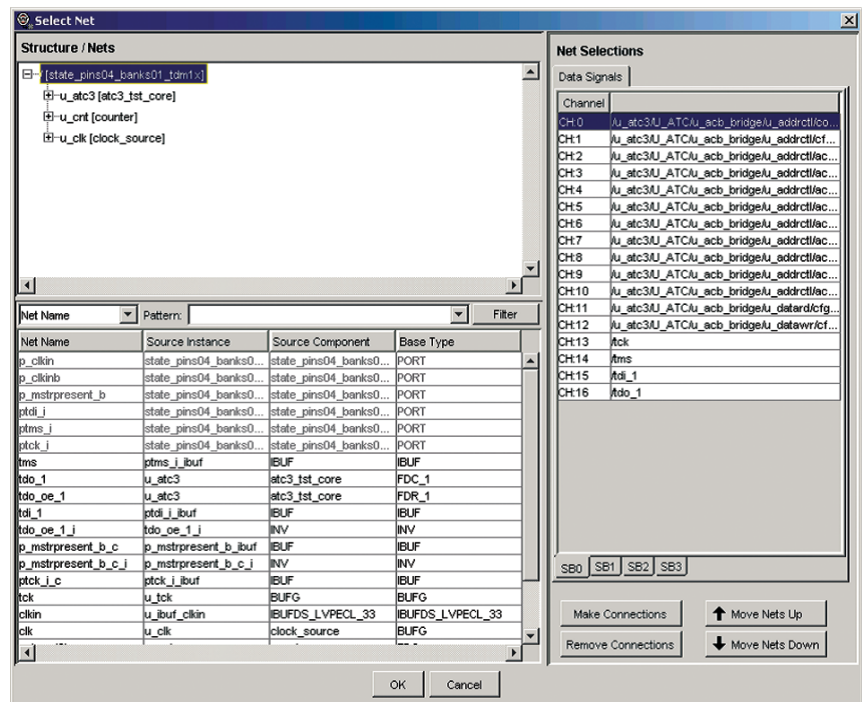 Select Net
Structure / Nets
/ [state_pins04_banks01_tdm1x]
u_atc3 [atc3_tst_core]
u_cnt [counter]
u_clk [clock_source]
Net Name Pattern: Filter
Net Name Source Instance Source Component Base Type
p_clkin state_pins04_banks0... state_pins04_banks0... PORT
p_clkinb state_pins04_banks0... state_pins04_banks0... PORT
p_mstrpresent_b state_pins04_banks0... state_pins04_banks0... PORT
ptdi_i state_pins04_banks0... state_pins04_banks0... PORT
ptms_i state_pins04_banks0... state_pins04_banks0... PORT
ptck_i state_pins04_banks0... state_pins04_banks0... PORT
tms ptms_i_ibuf IBUF IBUF
tdo_1 u_atc3 atc3_tst_core FDC_1
tdo_oe_1 u_atc3 atc3_tst_core FDR_1
tdi_1 ptdi_i_ibuf IBUF IBUF
tdo_oe_1_i tdo_oe_1_i INV INV
p_mstrpresent_b_c p_mstrpresent_b_ibuf IBUF IBUF
p_mstrpresent_b_c_i p_mstrpresent_b_c_i INV INV
ptck_i_c ptck_i_ibuf IBUF IBUF
tck u_tck BUFG BUFG
clkin u_ibuf_clkin IBUFDS_LVPECL_33 IBUFDS_LVPECL_33
clk u_clk clock_source BUFG
Net Selections
Data Signals
Channel
CH:0 /u_atc3/U_ATC/u_acb_bridge/u_addrctl/co...
CH:1 /u_atc3/U_ATC/u_acb_bridge/u_addrctl/cf...
CH:2 /u_atc3/U_ATC/u_acb_bridge/u_addrctl/ac...
CH:3 /u_atc3/U_ATC/u_acb_bridge/u_addrctl/ac...
CH:4 /u_atc3/U_ATC/u_acb_bridge/u_addrctl/ac...
CH:5 /u_atc3/U_ATC/u_acb_bridge/u_addrctl/ac...
CH:6 /u_atc3/U_ATC/u_acb_bridge/u_addrctl/ac...
CH:7 /u_atc3/U_ATC/u_acb_bridge/u_addrctl/ac...
CH:8 /u_atc3/U_ATC/u_acb_bridge/u_addrctl/ac...
CH:9 /u_atc3/U_ATC/u_acb_bridge/u_addrctl/ac...
CH:10 /u_atc3/U_ATC/u_acb_bridge/u_addrctl/ac...
CH:11 /u_atc3/U_ATC/u_acb_bridge/u_datard/cfg...
CH:12 /u_atc3/U_ATC/u_acb_bridge/u_datawr/cf...
CH:13 /tck
CH:14 /tms
CH:15 /tdi_1
CH:16 /tdo_1
SB0 SB1 SB2 SB3
Make Connections Move Nets Up
Remove Connections Move Nets Down
OK Cancel